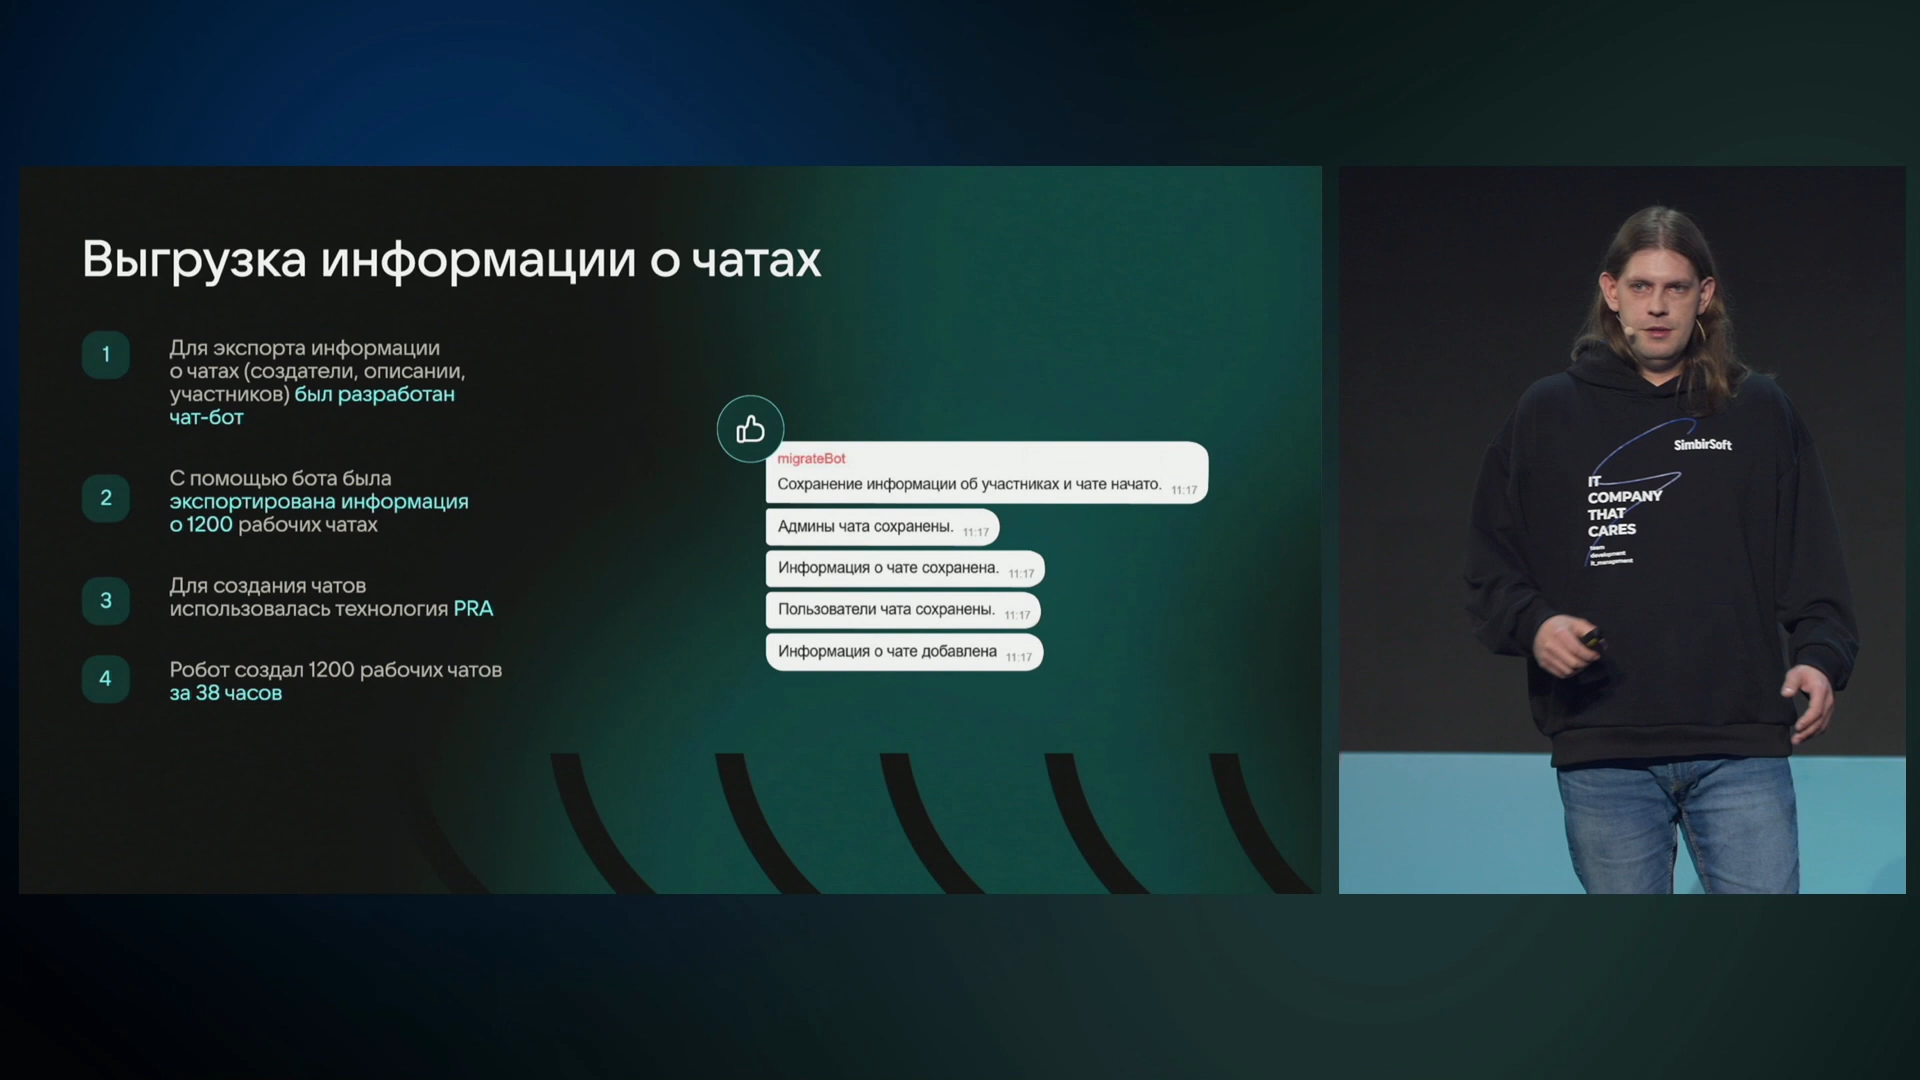 Выгрузка информации о чатах
1
Для экспорта информации
о чатах (создатели, описании,
участников) был разработан
чат-бот
2
С помощью бота была
экспортирована информация
о 1200 рабочих чатах
3
Для создания чатов
использовалась технология PRA
4
Робот создал 1200 рабочих чатов
за 38 часов
migrateBot
Сохранение информации об участниках и чате начато. 11:17
Админы чата сохранены. 11:17
Информация о чате сохранена. 11:17
Пользователи чата сохранены. 11:17
Информация о чате добавлена 11:17
SimbirSoft
IT
COMPANY
THAT
CARES
team
development
it_management